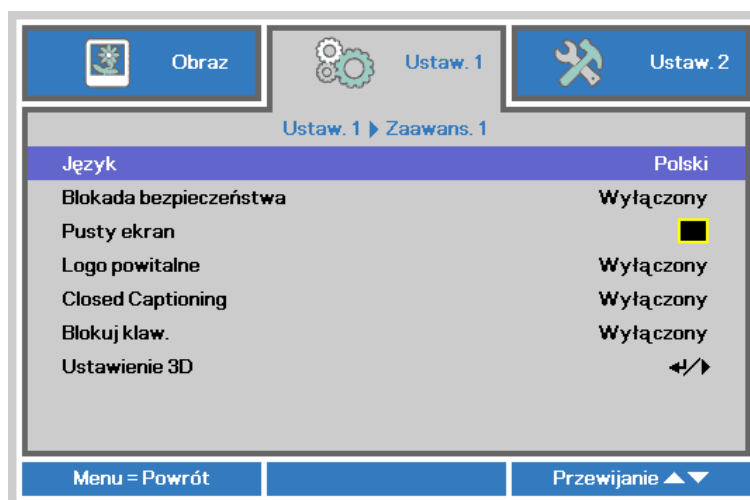 Obraz
Ustaw. 1
Ustaw. 2
Ustaw. 1 Zaawans. 1
Język Polski
Blokada bezpieczeństwa Wyłączony
Pusty ekran
Logo powitalne Wyłączony
Closed Captioning Wyłączony
Blokuj klaw. Wyłączony
Ustawienie 3D
Menu = Powrót
Przewijanie